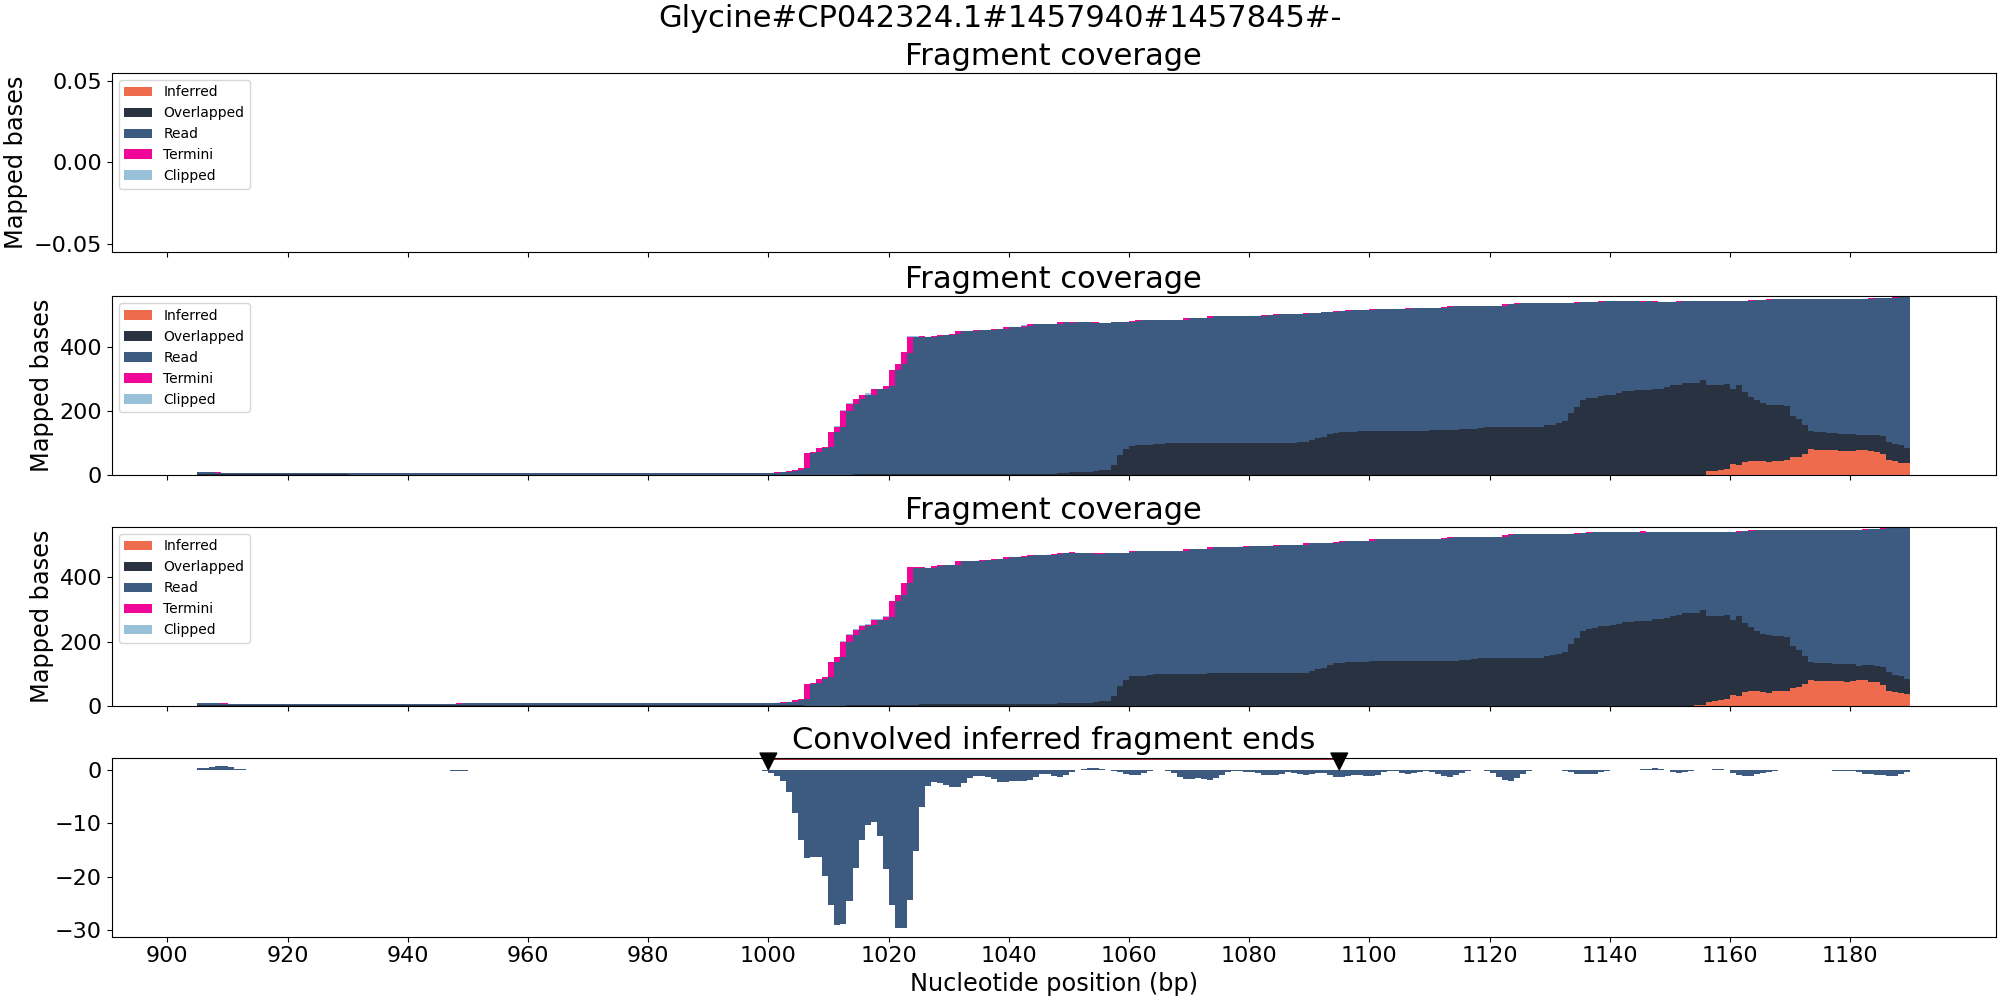 Glycine#CP042324.1#1457940#1457845#-
Fragment coverage
Mapped bases
0.05
0.00
−0.05
Inferred
Overlapped
Read
Termini
Clipped
Fragment coverage
Mapped bases
400
200
0
Inferred
Overlapped
Read
Termini
Clipped
Fragment coverage
Mapped bases
400
200
0
Inferred
Overlapped
Read
Termini
Clipped
Convolved inferred fragment ends
0
−10
−20
−30
900 920 940 960 980 1000 1020 1040 1060 1080 1100 1120 1140 1160 1180
Nucleotide position (bp)